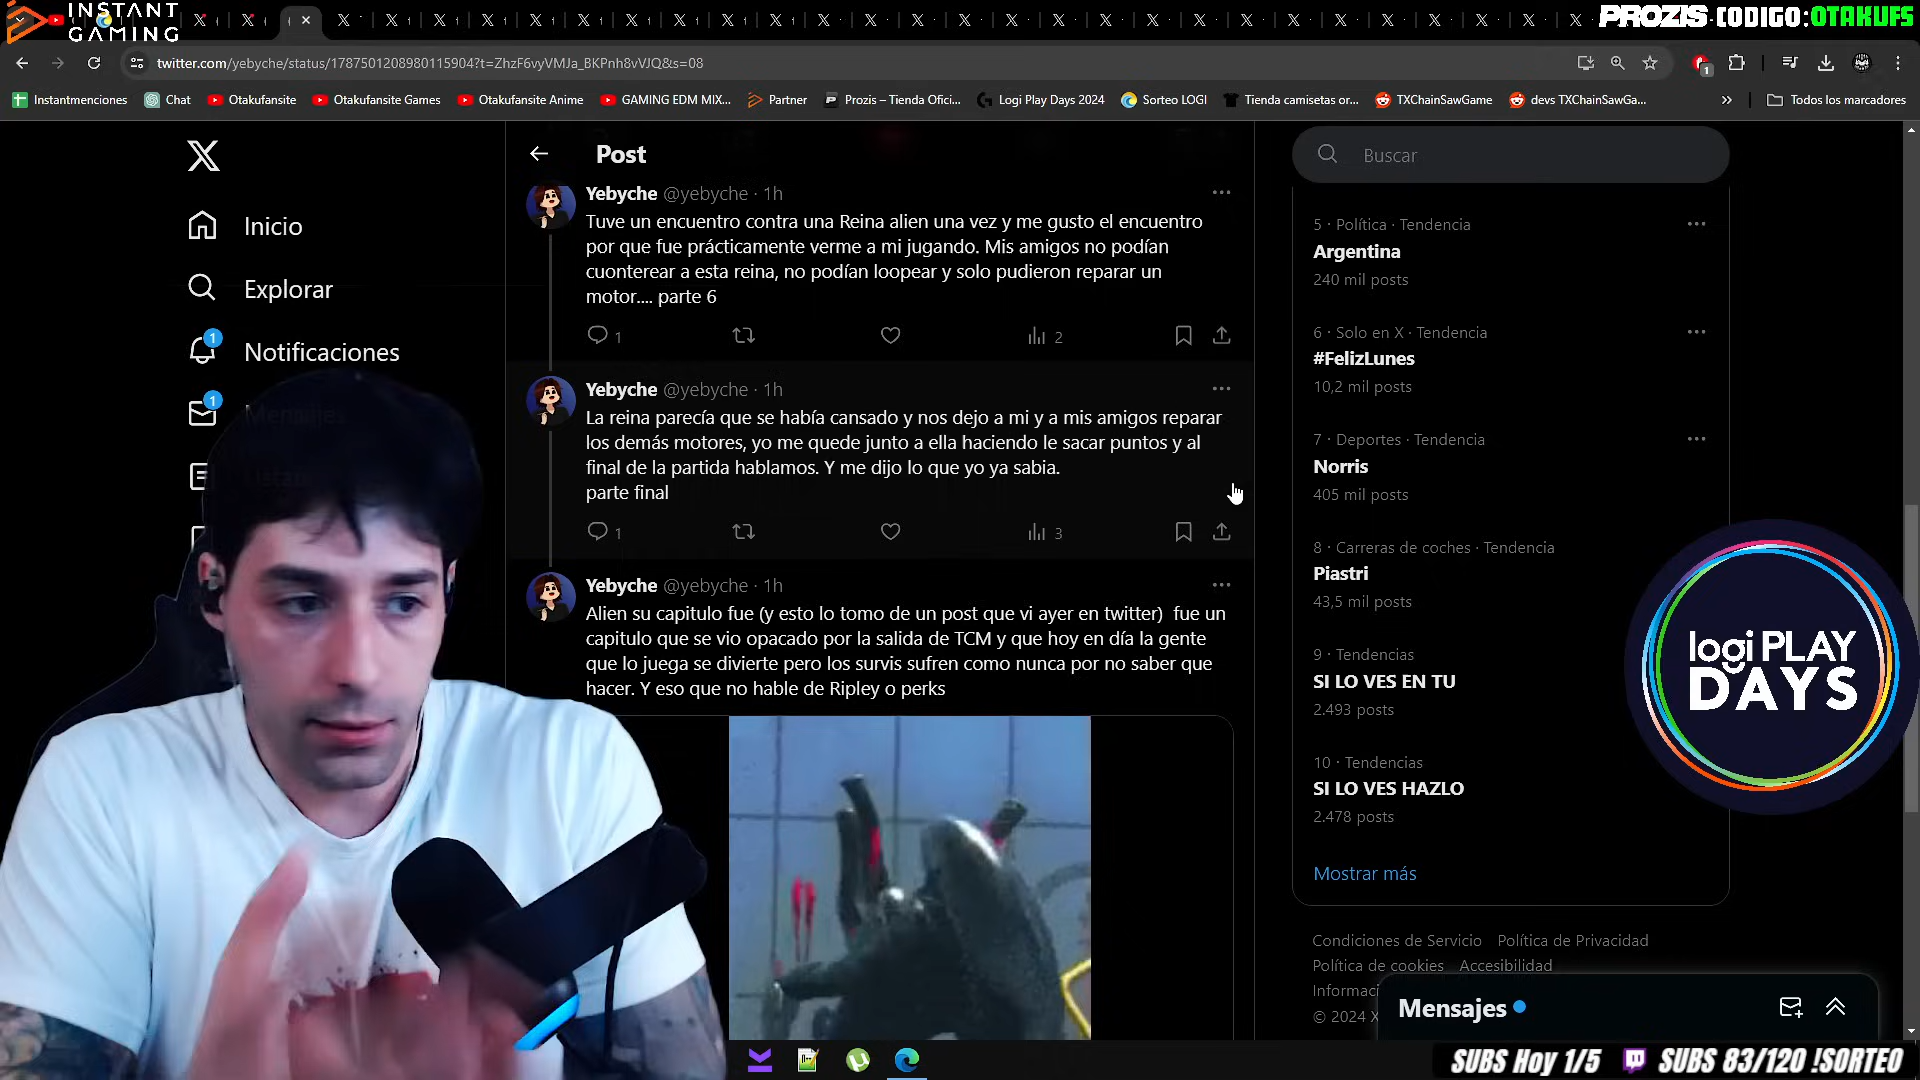 INSTANT
GAMING
PROZIS CODIGO:OTAKUFS
twitter.com/yebyche/status/1787501208980115904?t=ZhzF6vyVMJa_BKPnh8vVJQ&s=08
1
Instantmenciones
Chat
Otakufansite
Otakufansite Games
Otakufansite Anime
GAMING EDM MIX...
Partner
Prozis – Tienda Ofici...
Logi Play Days 2024
Sorteo LOGI
Tienda camisetas or...
TXChainSawGame
devs TXChainSawGa...
Todos los marcadores
Inicio
Explorar
1
Notificaciones
1
Mensajes
Post
Yebyche @yebyche · 1h
Tuve un encuentro contra una Reina alien una vez y me gusto el encuentro
por que fue prácticamente verme a mi jugando. Mis amigos no podían
cuonterear a esta reina, no podían loopear y solo pudieron reparar un
motor.... parte 6
1
2
Yebyche @yebyche · 1h
La reina parecía que se había cansado y nos dejo a mi y a mis amigos reparar
los demás motores, yo me quede junto a ella haciendo le sacar puntos y al
final de la partida hablamos. Y me dijo lo que yo ya sabia.
parte final
1
3
Yebyche @yebyche · 1h
Alien su capitulo fue (y esto lo tomo de un post que vi ayer en twitter)  fue un
capitulo que se vio opacado por la salida de TCM y que hoy en día la gente
que lo juega se divierte pero los survis sufren como nunca por no saber que
hacer. Y eso que no hable de Ripley o perks
Buscar
5 · Política · Tendencia
Argentina
240 mil posts
6 · Solo en X · Tendencia
#FelizLunes
10,2 mil posts
7 · Deportes · Tendencia
Norris
405 mil posts
8 · Carreras de coches · Tendencia
Piastri
43,5 mil posts
9 · Tendencias
SI LO VES EN TU
2.493 posts
10 · Tendencias
SI LO VES HAZLO
2.478 posts
Mostrar más
Condiciones de Servicio Política de Privacidad
Política de cookies Accesibilidad
Informaci
© 2024 X
Mensajes
logi PLAY
DAYS
SUBS Hoy 1/5 SUBS 83/120 !SORTEO